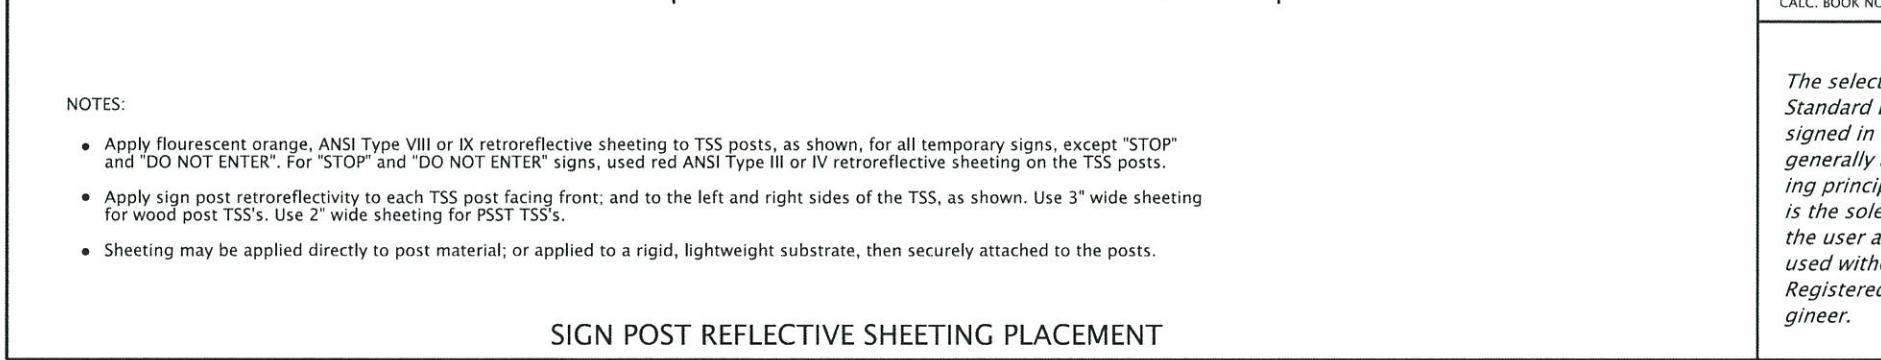 CALC. BOOK
NOTES:
• Apply flourescent orange, ANSI Type VIII or IX retroreflective sheeting to TSS posts, as shown, for all temporary signs, except "STOP"
and "DO NOT ENTER". For "STOP" and "DO NOT ENTER" signs, used red ANSI Type III or IV retroreflective sheeting on the TSS posts.
• Apply sign post retroreflectivity to each TSS post facing front; and to the left and right sides of the TSS, as shown. Use 3" wide sheeting
for wood post TSS's. Use 2" wide sheeting for PSST TSS's.
• Sheeting may be applied directly to post material; or applied to a rigid, lightweight substrate, then securely attached to the posts.
SIGN POST REFLECTIVE SHEETING PLACEMENT
The select
Standard
signed in
generally
ing princip
is the sole
the user a
used with
Registered
gineer.